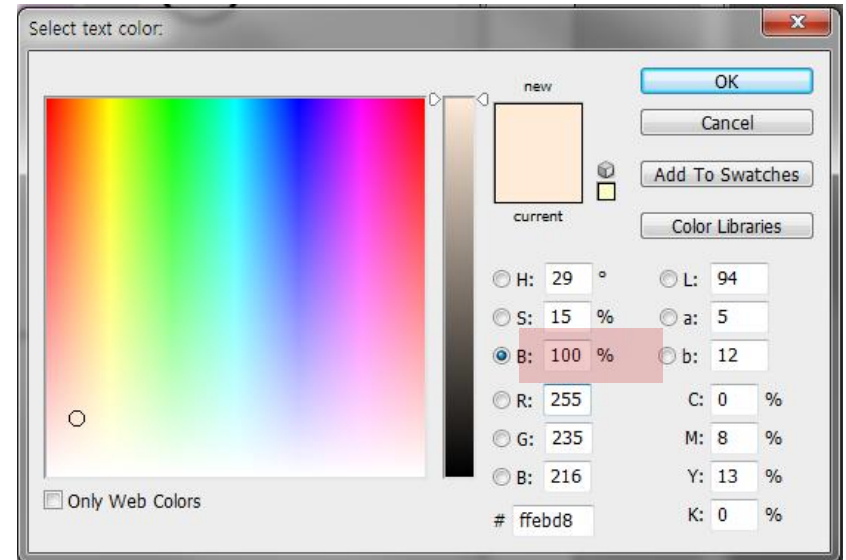 Select text color:
new
current
OK
Cancel
Add To Swatches
Color Libraries
H: 29 °
S: 15 %
B: 100 %
R: 255
G: 235
B: 216
# ffebd8
L: 94
a: 5
b: 12
C: 0 %
M: 8 %
Y: 13 %
K: 0 %
Only Web Colors